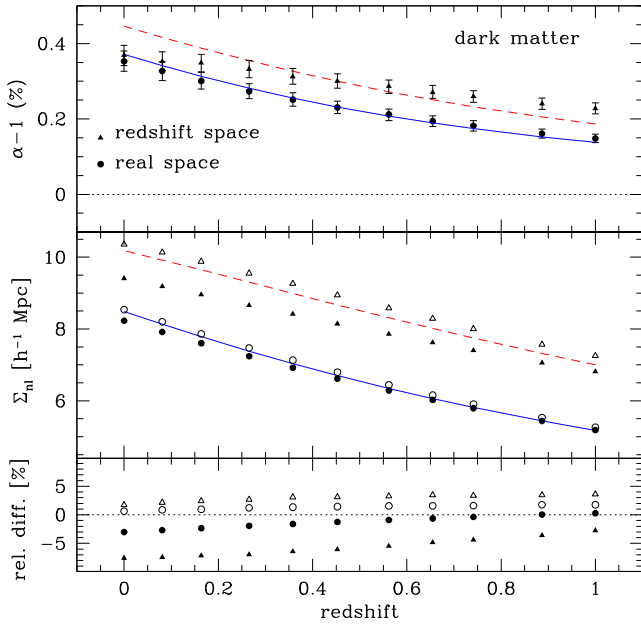 dark matter
0.4
0.2
0
α−1 (%)
redshift space
real space
10
8
6
Σnl [h−1 Mpc]
5
0
−5
rel. diff. [%]
0
0.2
0.4
0.6
0.8
1
redshift